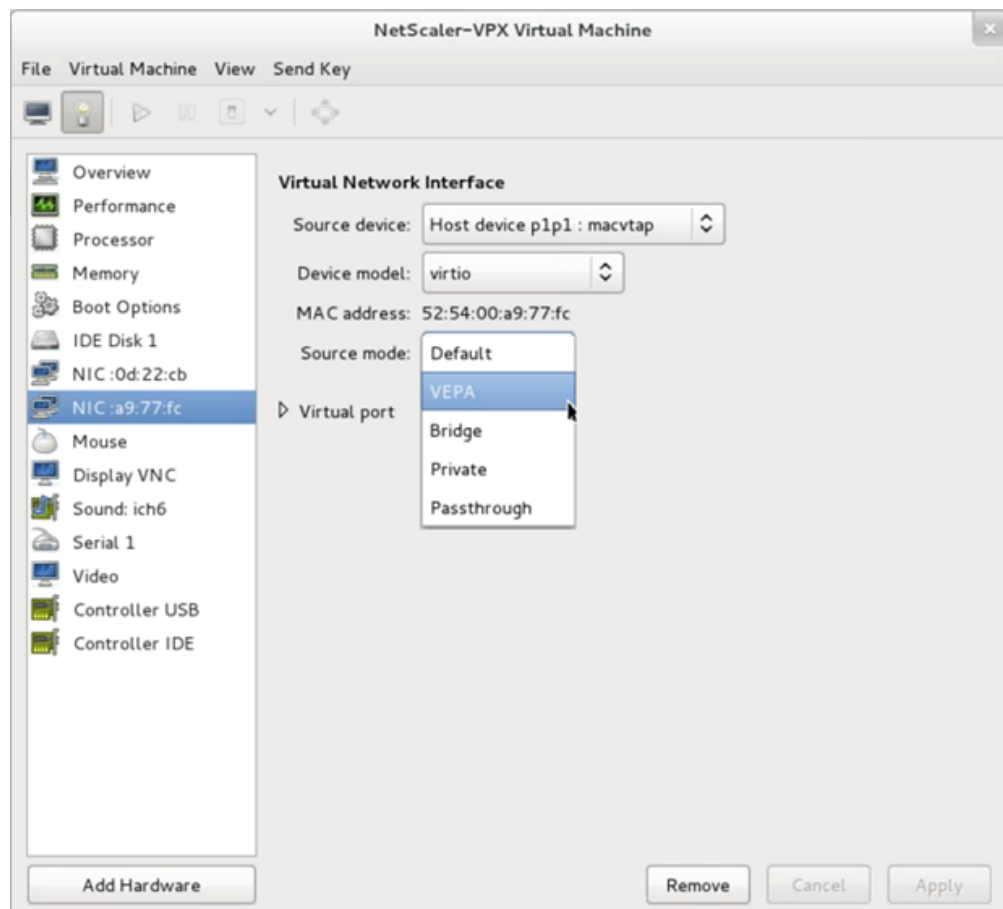 NetScaler-VPX Virtual Machine
File Virtual Machine View Send Key
Overview
Performance
Processor
Memory
Boot Options
IDE Disk 1
NIC :0d:22:cb
NIC :a9:77:fc
Mouse
Display VNC
Sound: ich6
Serial 1
Video
Controller USB
Controller IDE
Add Hardware
Virtual Network Interface
Source device: Host device p1p1 : macvtap
Device model: virtio
MAC address: 52:54:00:a9:77:fc
Source mode: Default
VEPA
Bridge
Private
Passthrough
Virtual port
Remove Cancel Apply